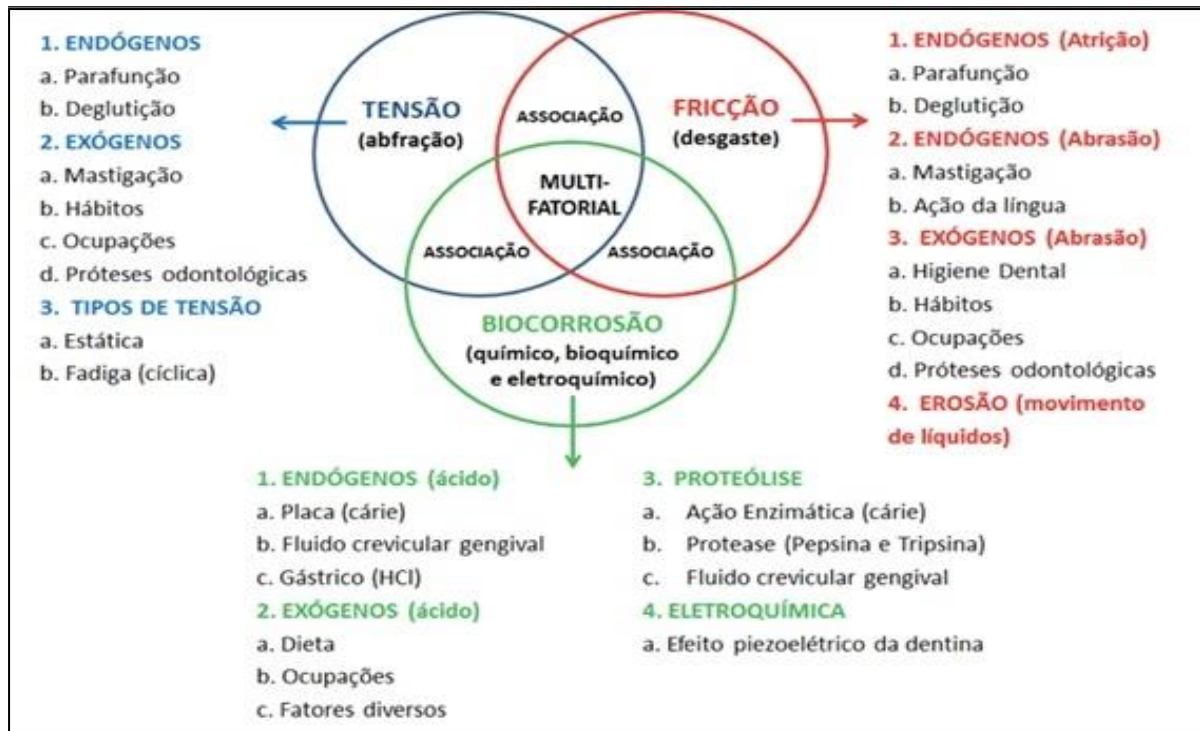 1. ENDÓGENOS
a. Parafunção
b. Deglutição
2. EXÓGENOS
a. Mastigação
b. Hábitos
c. Ocupações
d. Próteses odontológicas
3. TIPOS DE TENSÃO
a. Estática
b. Fadiga (cíclica)
TENSÃO
(abfração)
ASSOCIAÇÃO
FRICÇÃO
(desgaste)
MULTI-
FATORIAL
ASSOCIAÇÃO
ASSOCIAÇÃO
BIOCORROSÃO
(químico, bioquímico
e eletroquímico)
1. ENDÓGENOS (Atrição)
a. Parafunção
b. Deglutição
2. ENDÓGENOS (Abrasão)
a. Mastigação
b. Ação da língua
3. EXÓGENOS (Abrasão)
a. Higiene Dental
b. Hábitos
c. Ocupações
d. Próteses odontológicas
4. EROSÃO (movimento
de líquidos)
1. ENDÓGENOS (ácido)
a. Placa (cárie)
b. Fluido crevicular gengival
c. Gástrico (HCl)
2. EXÓGENOS (ácido)
a. Dieta
b. Ocupações
c. Fatores diversos
3. PROTEÓLISE
a. Ação Enzimática (cárie)
b. Protease (Pepsina e Tripsina)
c. Fluido crevicular gengival
4. ELETROQUÍMICA
a. Efeito piezoelétrico da dentina